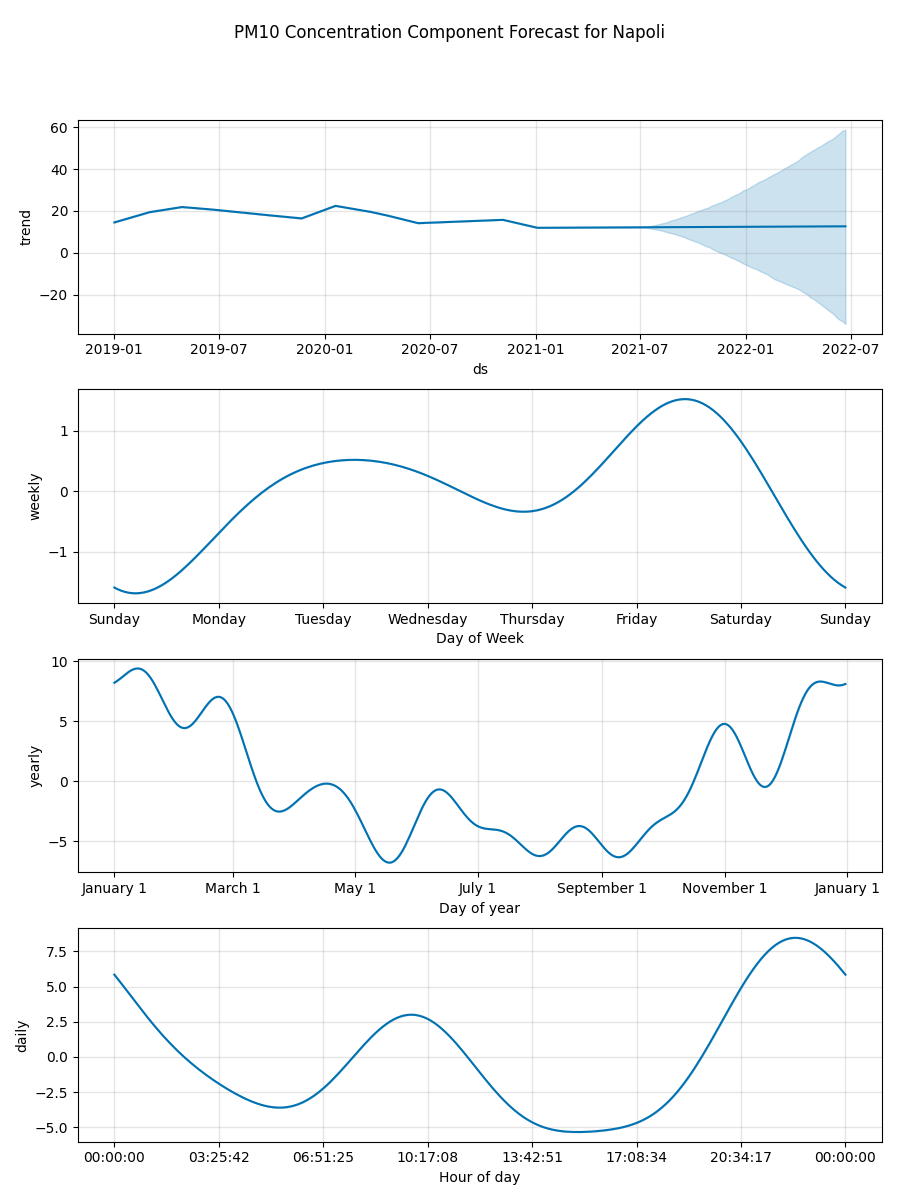 PM10 Concentration Component Forecast for Napoli
60
40
20
0
−20
trend
2019-01 2019-07 2020-01 2020-07 2021-01 2021-07 2022-01 2022-07
ds
1
0
−1
weekly
Sunday Monday Tuesday Wednesday Thursday Friday Saturday Sunday
Day of Week
10
5
0
−5
yearly
January 1 March 1 May 1 July 1 September 1 November 1 January 1
Day of year
7.5
5.0
2.5
0.0
−2.5
−5.0
daily
00:00:00 03:25:42 06:51:25 10:17:08 13:42:51 17:08:34 20:34:17 00:00:00
Hour of day